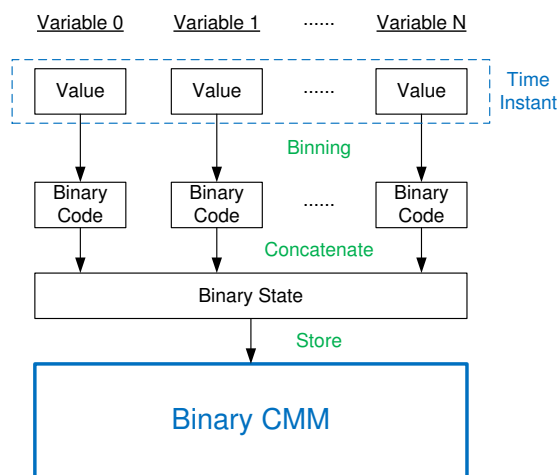 Variable 0 Variable 1 ...... Variable N
Value Value ...... Value
Time
Instant
Binning
Binary
Code
Binary
Code
......
Binary
Code
Concatenate
Binary State
Store
Binary CMM